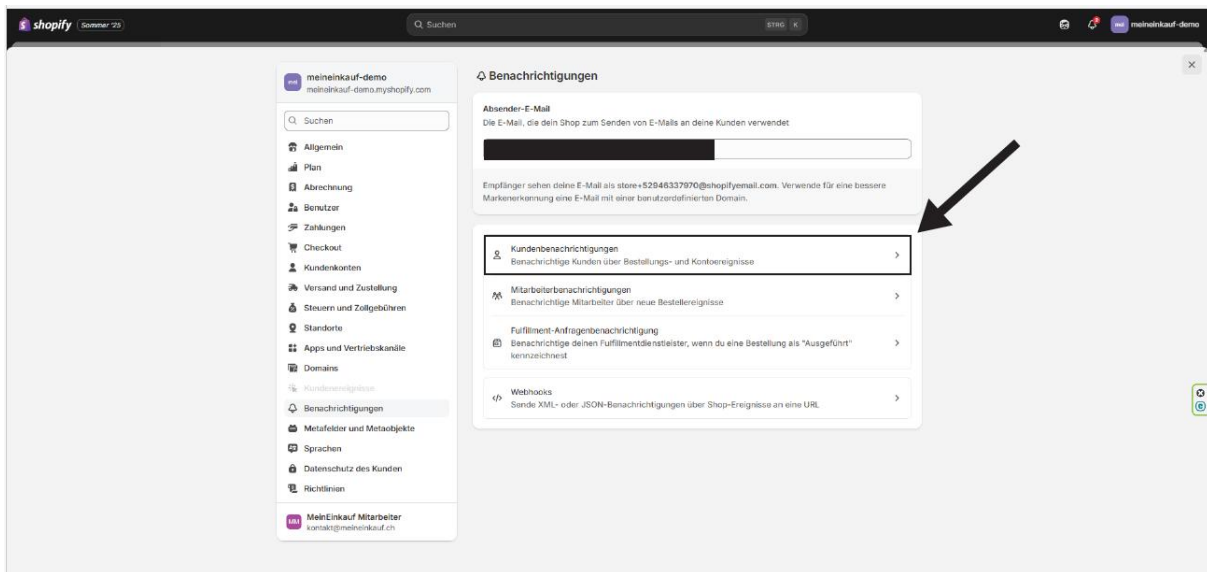 shopify Sommer '25
Suchen
STRG K
mei meineinkauf-demo
mei meineinkauf-demo
meineinkauf-demo.myshopify.com
Suchen
Allgemein
Plan
Abrechnung
Benutzer
Zahlungen
Checkout
Kundenkonten
Versand und Zustellung
Steuern und Zollgebühren
Standorte
Apps und Vertriebskanäle
Domains
Kundenereignisse
Benachrichtigungen
Metafelder und Metaobjekte
Sprachen
Datenschutz des Kunden
Richtlinien
MM MeinEinkauf Mitarbeiter
kontakt@meineinkauf.ch
Benachrichtigungen
Absender-E-Mail
Die E-Mail, die dein Shop zum Senden von E-Mails an deine Kunden verwendet
Empfänger sehen deine E-Mail als store+52946337970@shopifyemail.com. Verwende für eine bessere
Markenerkennung eine E-Mail mit einer benutzerdefinierten Domain.
Kundenbenachrichtigungen
Benachrichtige Kunden über Bestellungs- und Kontoereignisse
Mitarbeiterbenachrichtigungen
Benachrichtige Mitarbeiter über neue Bestellereignisse
Fulfillment-Anfragenbenachrichtigung
Benachrichtige deinen Fulfillmentdienstleister, wenn du eine Bestellung als "Ausgeführt"
kennzeichnest
Webhooks
Sende XML- oder JSON-Benachrichtigungen über Shop-Ereignisse an eine URL